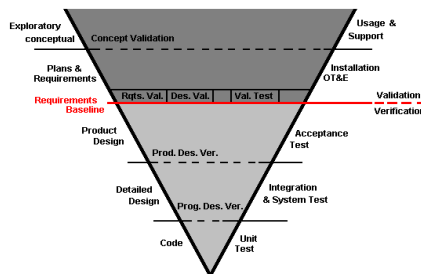 Exploratory
conceptual
Concept Validation
Usage &
Support
Plans &
Requirements
Installation
OT&E
Rqts. Val.
Des. Val.
Val. Test
Requirements
Baseline
Validation
Verification
Product
Design
Acceptance
Test
Prod. Des. Ver.
Detailed
Design
Integration
& System Test
Prog. Des. Ver.
Code
Unit
Test